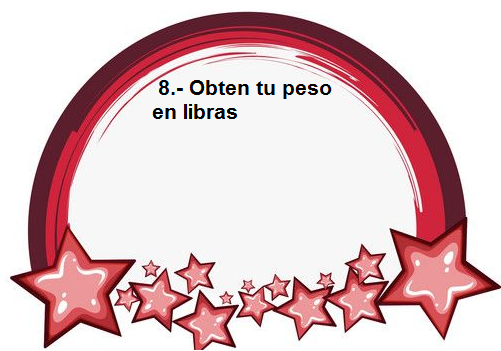 8.- Obten tu peso
en libras